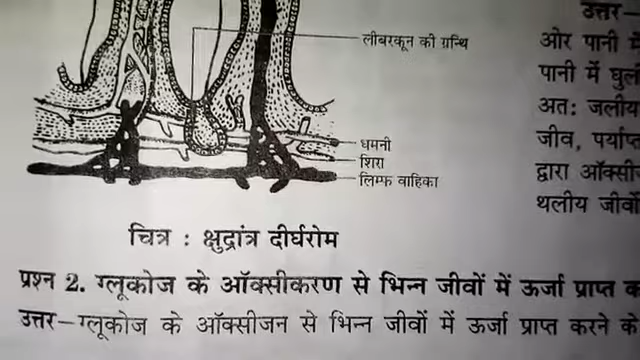 लीबरकून की ग्रन्थि
धमनी
शिरा
लिम्फ वाहिका
चित्र : क्षुद्रांत्र दीर्घरोम
प्रश्न 2. ग्लूकोज के ऑक्सीकरण से भिन्न जीवों में ऊर्जा प्राप्त क
उत्तर–ग्लूकोज के ऑक्सीजन से भिन्न जीवों में ऊर्जा प्राप्त करने के
उत्तर–
ओर पानी में
पानी में घुली
अतः जलीय
जीव, पर्याप्त
द्वारा ऑक्सी
थलीय जीवों